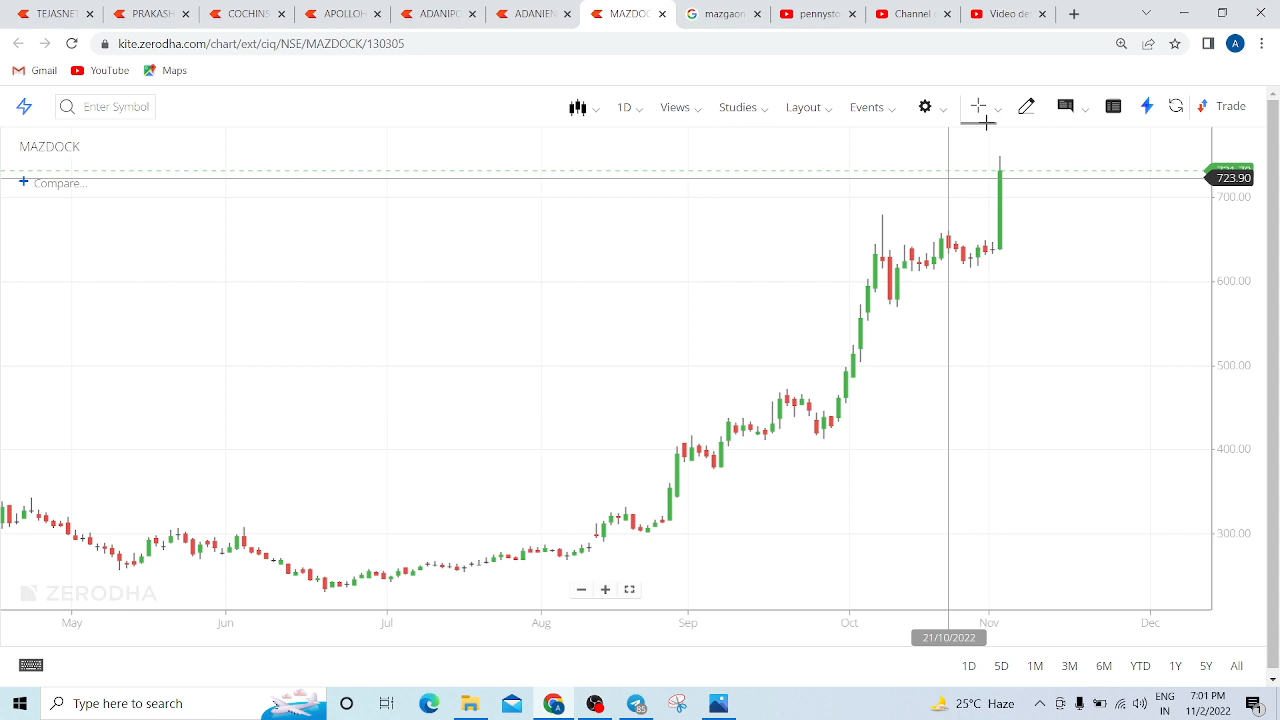 TEJASNET PRAKASH COCHINS APOLLOH ADANIPO ADANIEN MAZDOC mazgaon pennysto Channel Video d
kite.zerodha.com/chart/ext/ciq/NSE/MAZDOCK/130305
Gmail YouTube Maps
Enter Symbol 1D Views Studies Layout Events Trade
MAZDOCK
Compare...
723.90
700.00
600.00
500.00
400.00
300.00
ZERODHA
May Jun Jul Aug Sep Oct Nov Dec
21/10/2022
1D 5D 1M 3M 6M YTD 1Y 5Y All
Type here to search
85
25°C Haze
ENG
IN
7:01 PM
11/2/2022
1